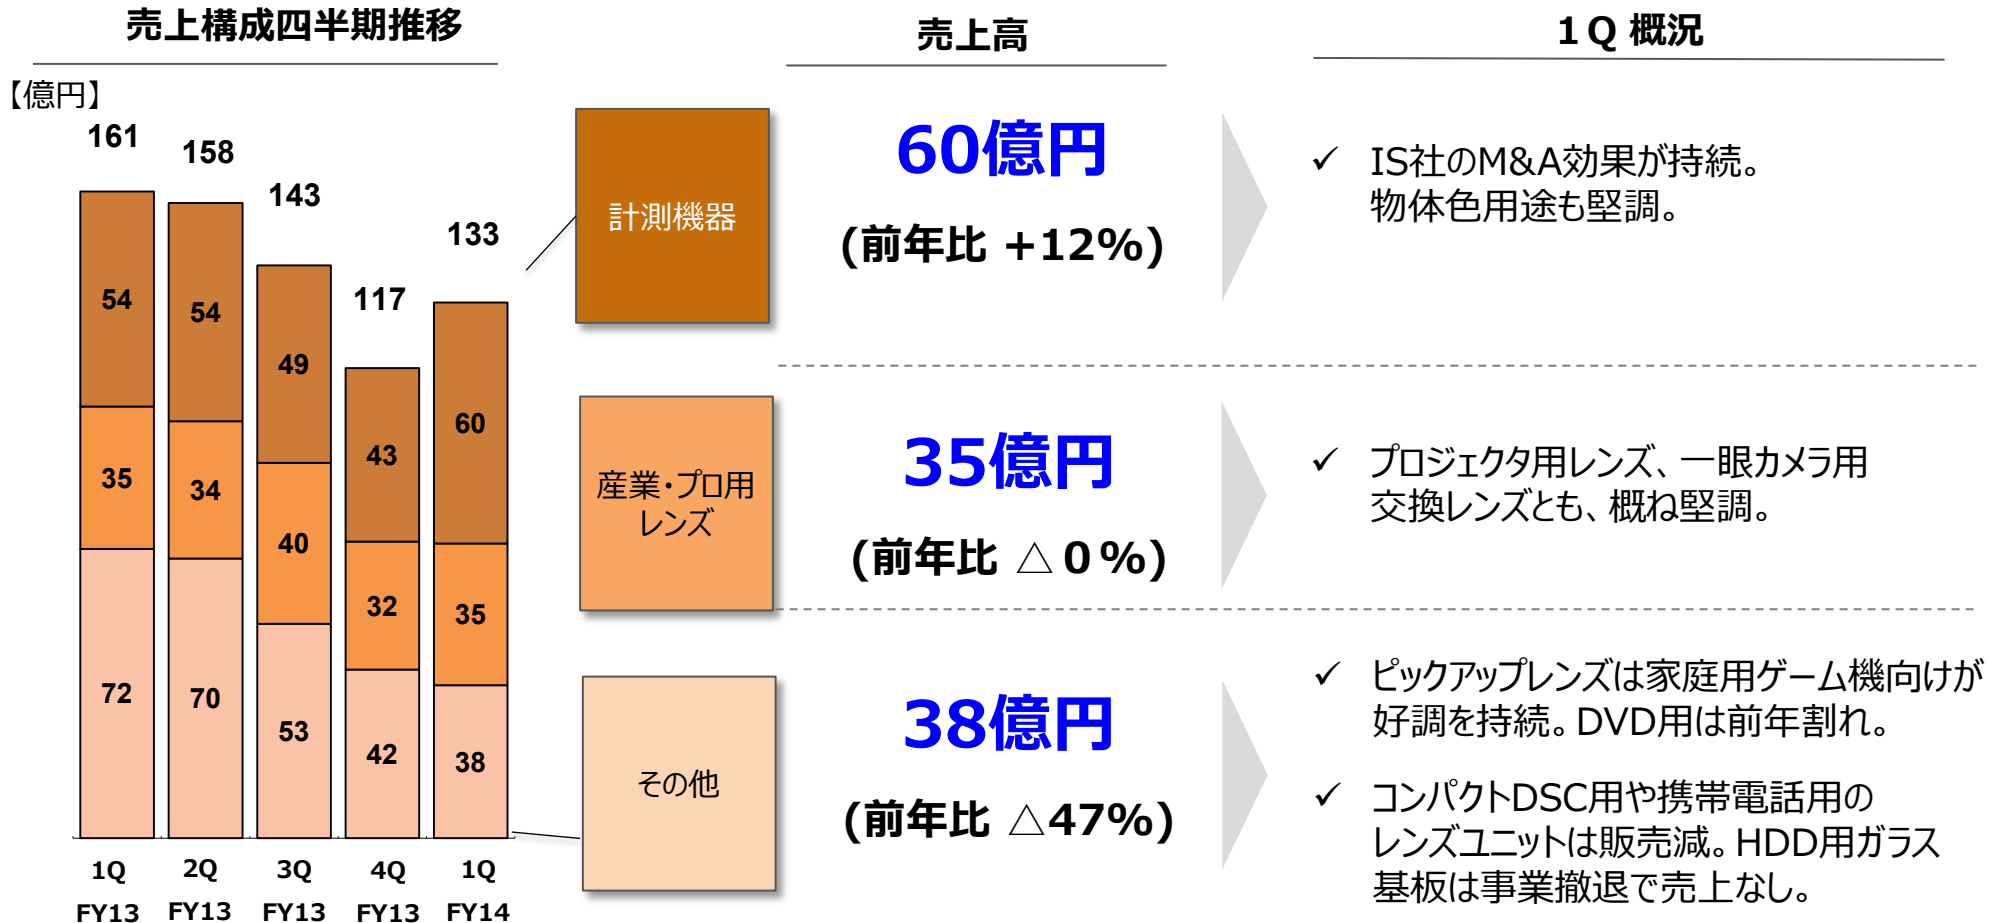 売上構成四半期推移
【億円】
161
158
143
117
133
54
54
49
43
60
35
34
40
32
35
72
70
53
42
38
1Q
2Q
3Q
4Q
1Q
FY13
FY13
FY13
FY13
FY14
計測機器
産業・プロ用
レンズ
その他
売上高
60億円
(前年比 +12%)
35億円
(前年比 △０%)
38億円
(前年比 △47%)
１Q 概況
✓ IS社のM&A効果が持続。
物体色用途も堅調。
✓ プロジェクタ用レンズ、一眼カメラ用
交換レンズとも、概ね堅調。
✓ ピックアップレンズは家庭用ゲーム機向けが
好調を持続。DVD用は前年割れ。
✓ コンパクトDSC用や携帯電話用の
レンズユニットは販売減。HDD用ガラス
基板は事業撤退で売上なし。